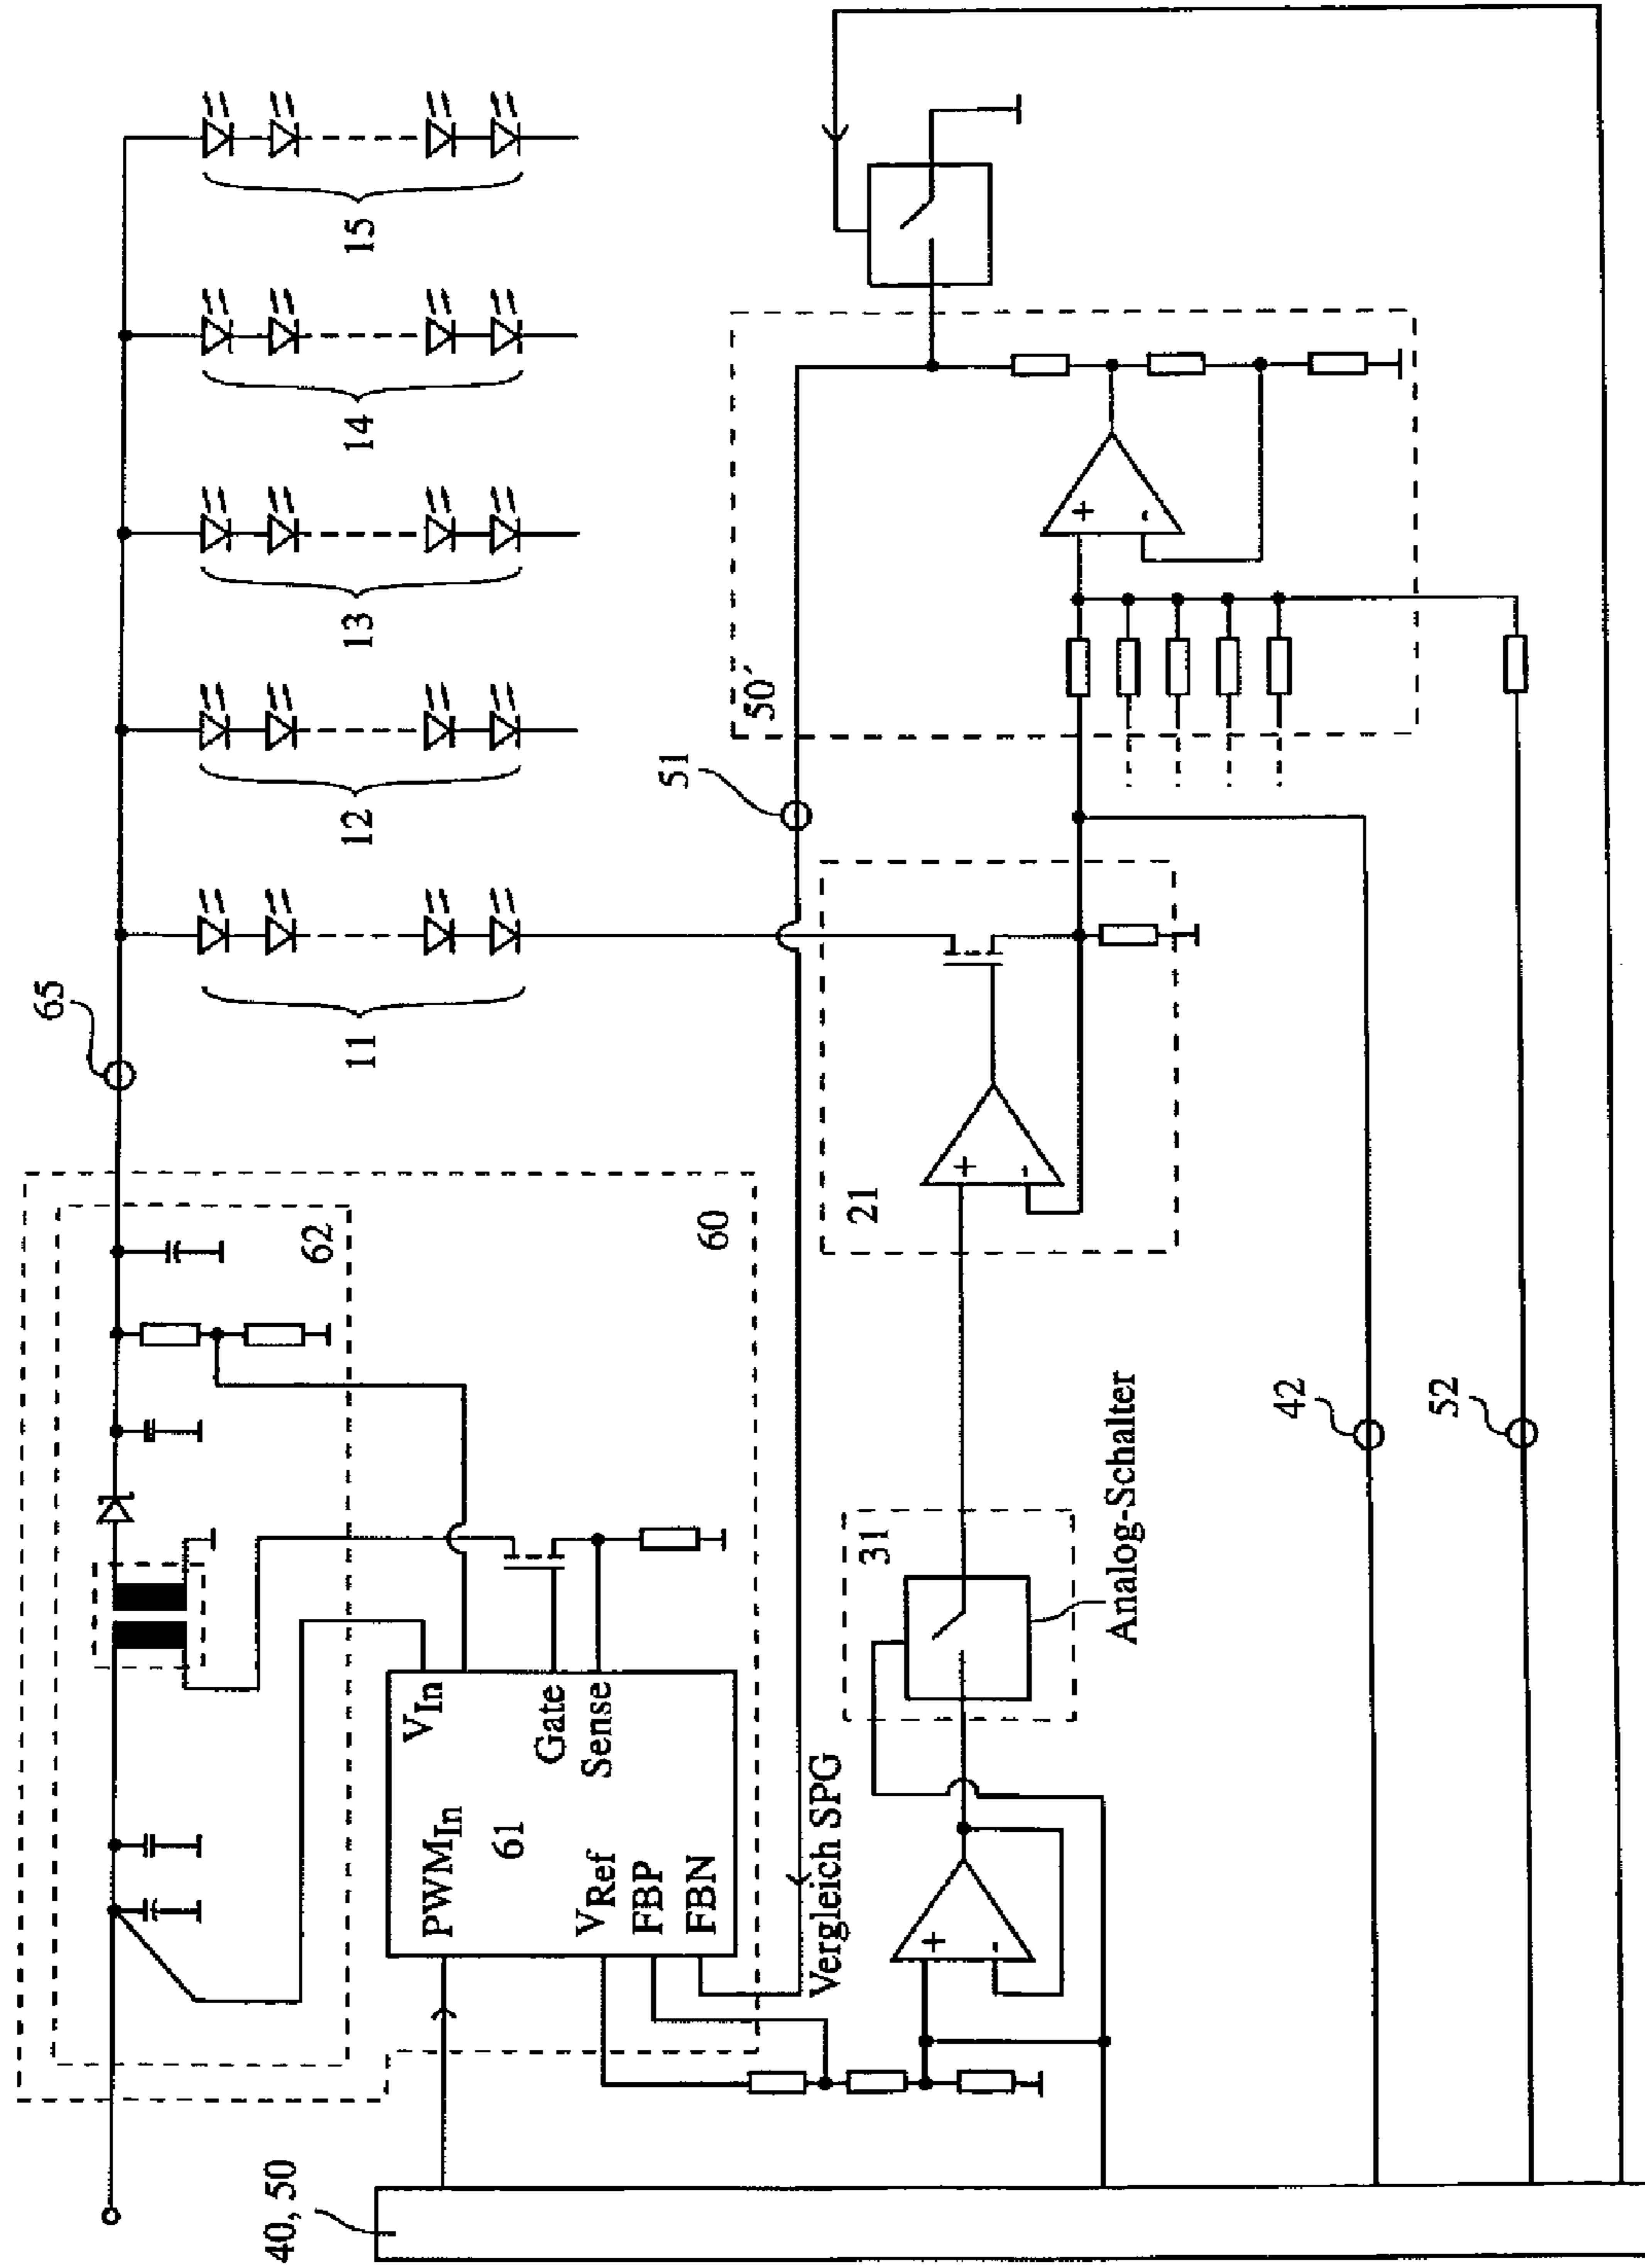 65
11
12
13
14
15
62
60
V_In
PWM_In
61
Gate
Sense
V_Ref
FBP
FBN
51
50´
Vergleich SPG
21
+
-
+
-
31
Analog-Schalter
+
-
42
52
40, 50